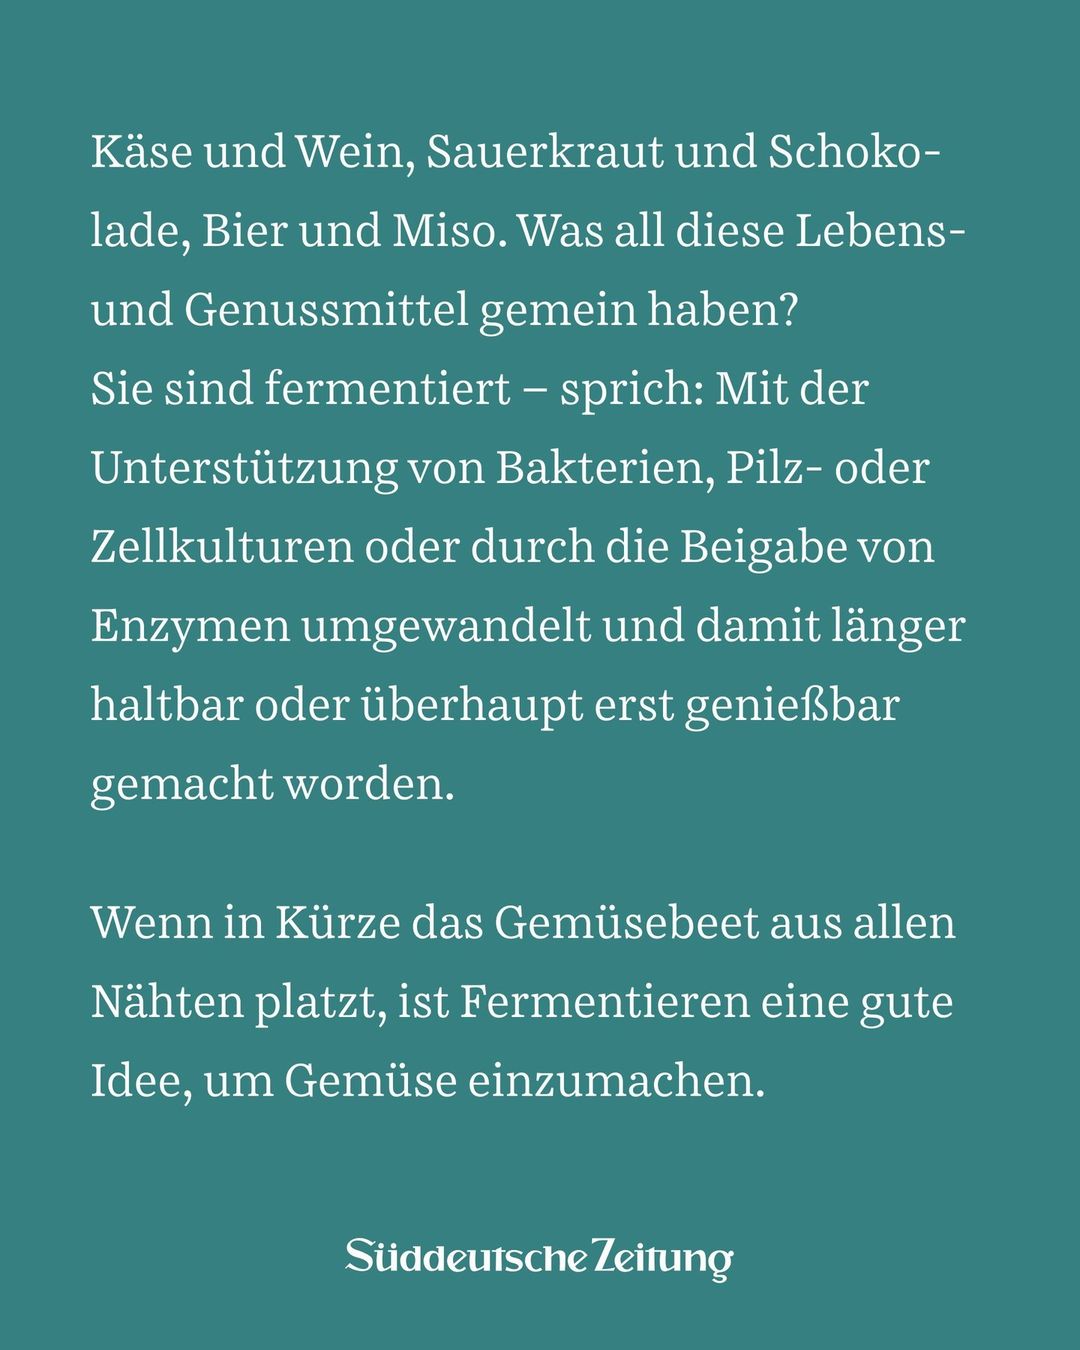 Käse und Wein, Sauerkraut und Schoko-
lade, Bier und Miso. Was all diese Lebens-
und Genussmittel gemein haben?
Sie sind fermentiert – sprich: Mit der
Unterstützung von Bakterien, Pilz- oder
Zellkulturen oder durch die Beigabe von
Enzymen umgewandelt und damit länger
haltbar oder überhaupt erst genießbar
gemacht worden.
Wenn in Kürze das Gemüsebeet aus allen
Nähten platzt, ist Fermentieren eine gute
Idee, um Gemüse einzumachen.
Süddeutsche Zeitung